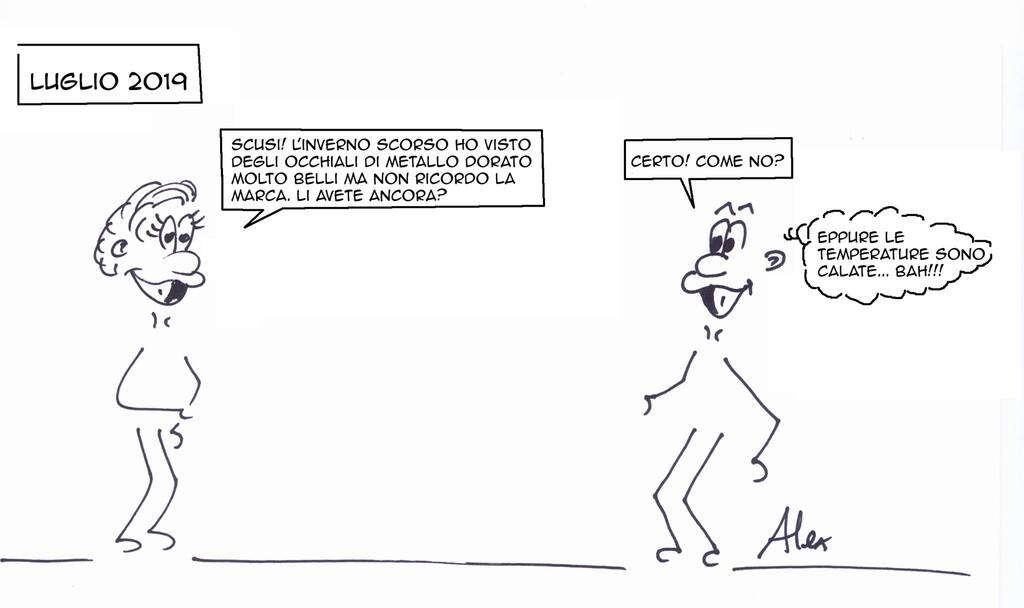 LUGLIO 2019
SCUSI! L'INVERNO SCORSO HO VISTO
DEGLI OCCHIALI DI METALLO DORATO
MOLTO BELLI MA NON RICORDO LA
MARCA. LI AVETE ANCORA?
CERTO! COME NO?
EPPURE LE
TEMPERATURE SONO
CALATE... BAH!!!
Alex